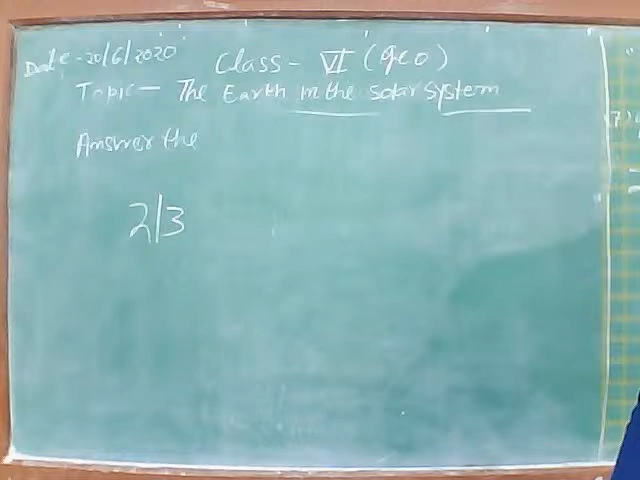 Date-20/6/2020
Class- VI (geo)
Topic- The Earth in the solar system
Answer the
2/3